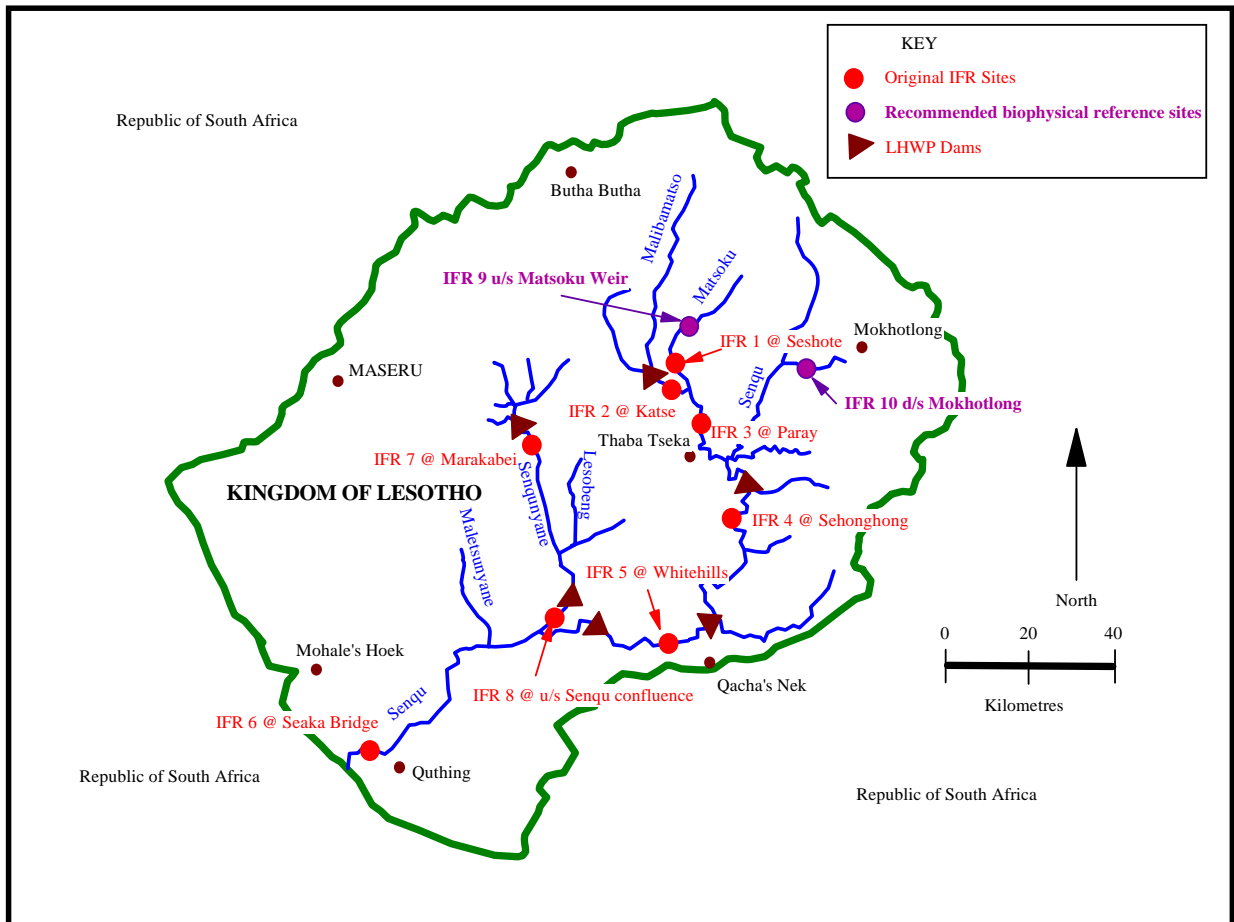 KEY
Original IFR Sites
Recommended biophysical reference sites
LHWP Dams
Republic of South Africa
Butha Butha
Malibamatso
Matsoku
IFR 9 u/s Matsoku Weir
Mokhotlong
IFR 1 @ Seshote
MASERU
Senqu
IFR 2 @ Katse
IFR 10 d/s Mokhotlong
IFR 3 @ Paray
Thaba Tseka
IFR 7 @ Marakabei
Lesobeng
Senqunyane
KINGDOM OF LESOTHO
IFR 4 @ Sehonghong
Maletsunyane
IFR 5 @ Whitehills
North
0 20 40
Kilometres
Mohale's Hoek
Qacha's Nek
IFR 8 @ u/s Senqu confluence
Senqu
IFR 6 @ Seaka Bridge
Quthing
Republic of South Africa
Republic of South Africa